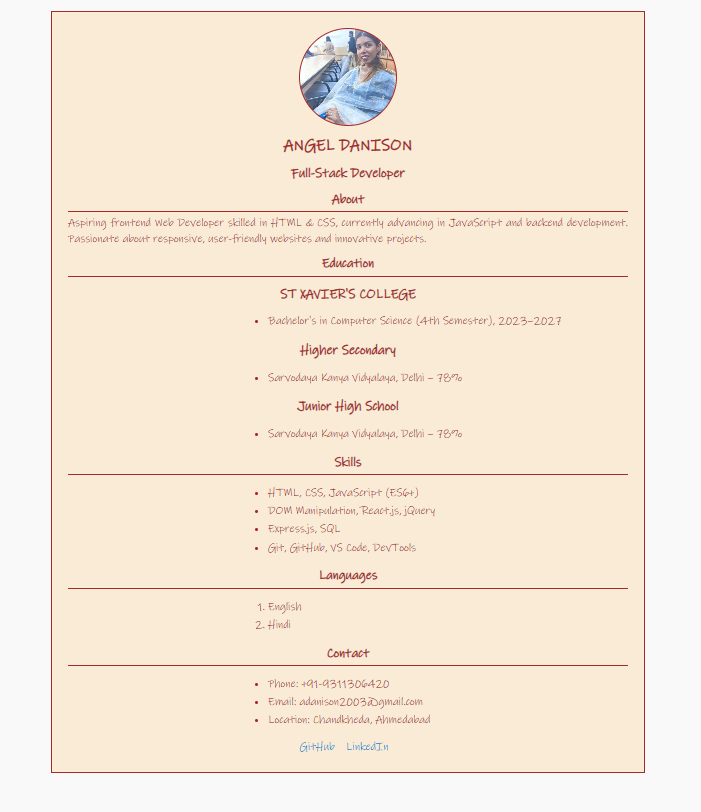 ANGEL DANISON
Full-Stack Developer
About
Aspiring frontend Web Developer skilled in HTML & CSS, currently advancing in JavaScript and backend development.
Passionate about responsive, user-friendly websites and innovative projects.
Education
ST XAVIER'S COLLEGE
• Bachelor's in Computer Science (4th Semester), 2023–2027
Higher Secondary
• Sarvodaya Kanya Vidyalaya, Delhi – 78%
Junior High School
• Sarvodaya Kanya Vidyalaya, Delhi – 78%
Skills
• HTML, CSS, JavaScript (ES6+)
• DOM Manipulation, React.js, jQuery
• Express.js, SQL
• Git, GitHub, VS Code, DevTools
Languages
1. English
2. Hindi
Contact
• Phone: +91-9311306420
• Email: adanison2003@gmail.com
• Location: Chandkheda, Ahmedabad
GitHub LinkedIn